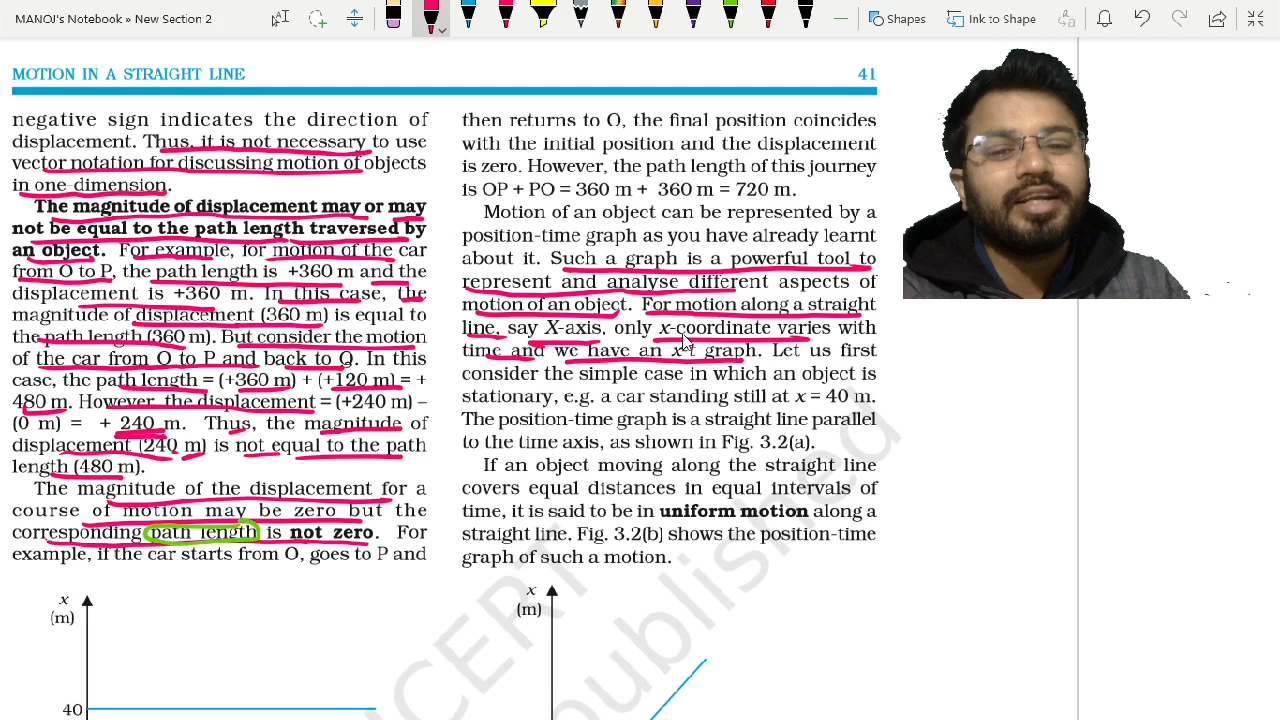 MANOJ's Notebook » New Section 2
Shapes
Ink to Shape
MOTION IN A STRAIGHT LINE
41
negative sign indicates the direction of
displacement. Thus, it is not necessary to use
vector notation for discussing motion of objects
in one-dimension.
The magnitude of displacement may or may
not be equal to the path length traversed by
an object. For example, for motion of the car
from O to P, the path length is +360 m and the
displacement is +360 m. In this case, the
magnitude of displacement (360 m) is equal to
the path length (360 m). But consider the motion
of the car from O to P and back to Q. In this
case, the path length = (+360 m) + (+120 m) = +
480 m. However, the displacement = (+240 m) –
(0 m) = + 240 m. Thus, the magnitude of
displacement (240 m) is not equal to the path
length (480 m).
The magnitude of the displacement for a
course of motion may be zero but the
corresponding path length is not zero. For
example, if the car starts from O, goes to P and
then returns to O, the final position coincides
with the initial position and the displacement
is zero. However, the path length of this journey
is OP + PO = 360 m + 360 m = 720 m.
Motion of an object can be represented by a
position-time graph as you have already learnt
about it. Such a graph is a powerful tool to
represent and analyse different aspects of
motion of an object. For motion along a straight
line, say X-axis, only x-coordinate varies with
time and we have an x-t graph. Let us first
consider the simple case in which an object is
stationary, e.g. a car standing still at x = 40 m.
The position-time graph is a straight line parallel
to the time axis, as shown in Fig. 3.2(a).
If an object moving along the straight line
covers equal distances in equal intervals of
time, it is said to be in uniform motion along a
straight line. Fig. 3.2(b) shows the position-time
graph of such a motion.
x
(m)
40
x
(m)
NCERT
published